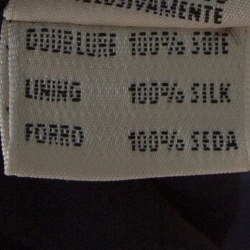 DOUBLURE 100% SOIE
LINING 100% SILK
FORRO 100% SEDA